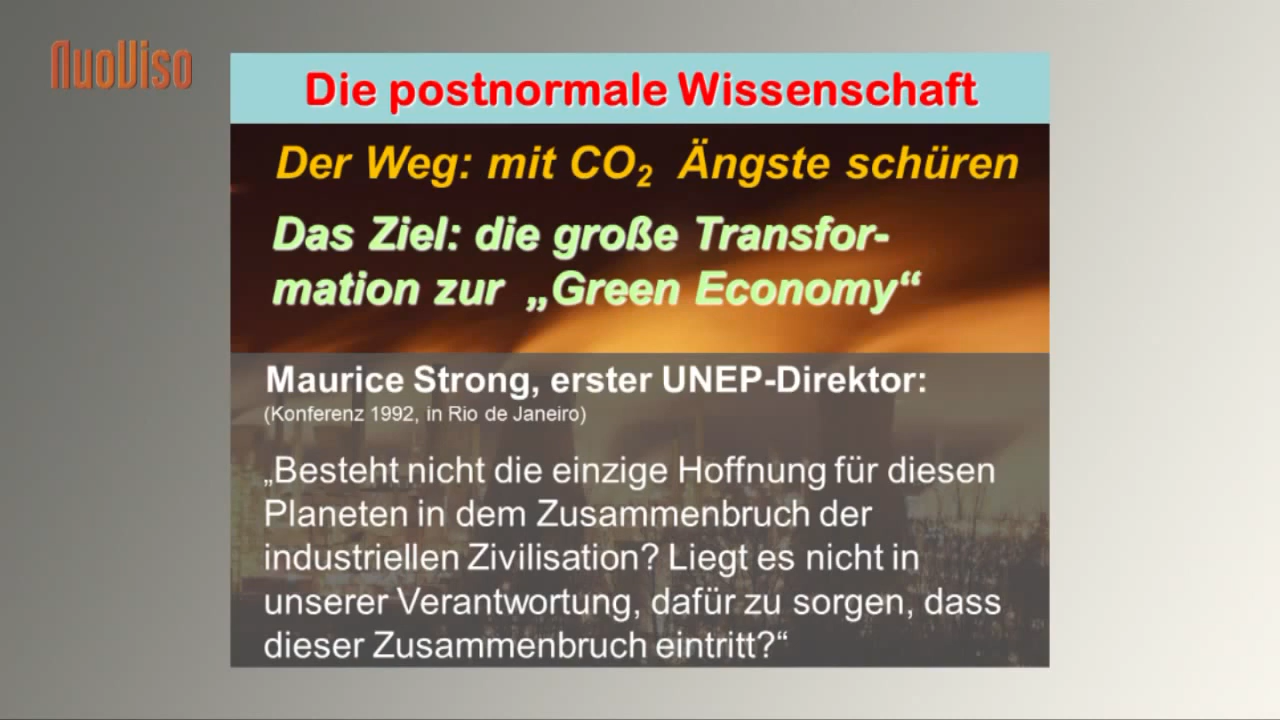 NuoViso
Die postnormale Wissenschaft
Der Weg: mit CO₂ Ängste schüren
Das Ziel: die große Transfor-
mation zur „Green Economy“
Maurice Strong, erster UNEP-Direktor:
(Konferenz 1992, in Rio de Janeiro)
„Besteht nicht die einzige Hoffnung für diesen
Planeten in dem Zusammenbruch der
industriellen Zivilisation? Liegt es nicht in
unserer Verantwortung, dafür zu sorgen, dass
dieser Zusammenbruch eintritt?“